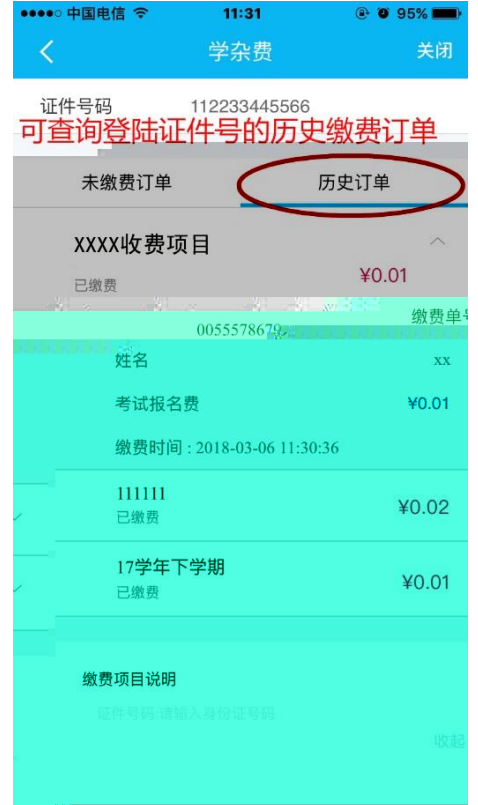 中国电信 11:31 95%
学杂费 关闭
证件号码 112233445566
可查询登陆证件号的历史缴费订单
未缴费订单 历史订单
XXXX收费项目
¥0.01
已缴费
缴费单号
0055578679
姓名 xx
考试报名费 ¥0.01
缴费时间 : 2018-03-06 11:30:36
111111
已缴费 ¥0.02
17学年下学期
已缴费 ¥0.01
缴费项目说明
证件号码:请输入身份证号码
收起